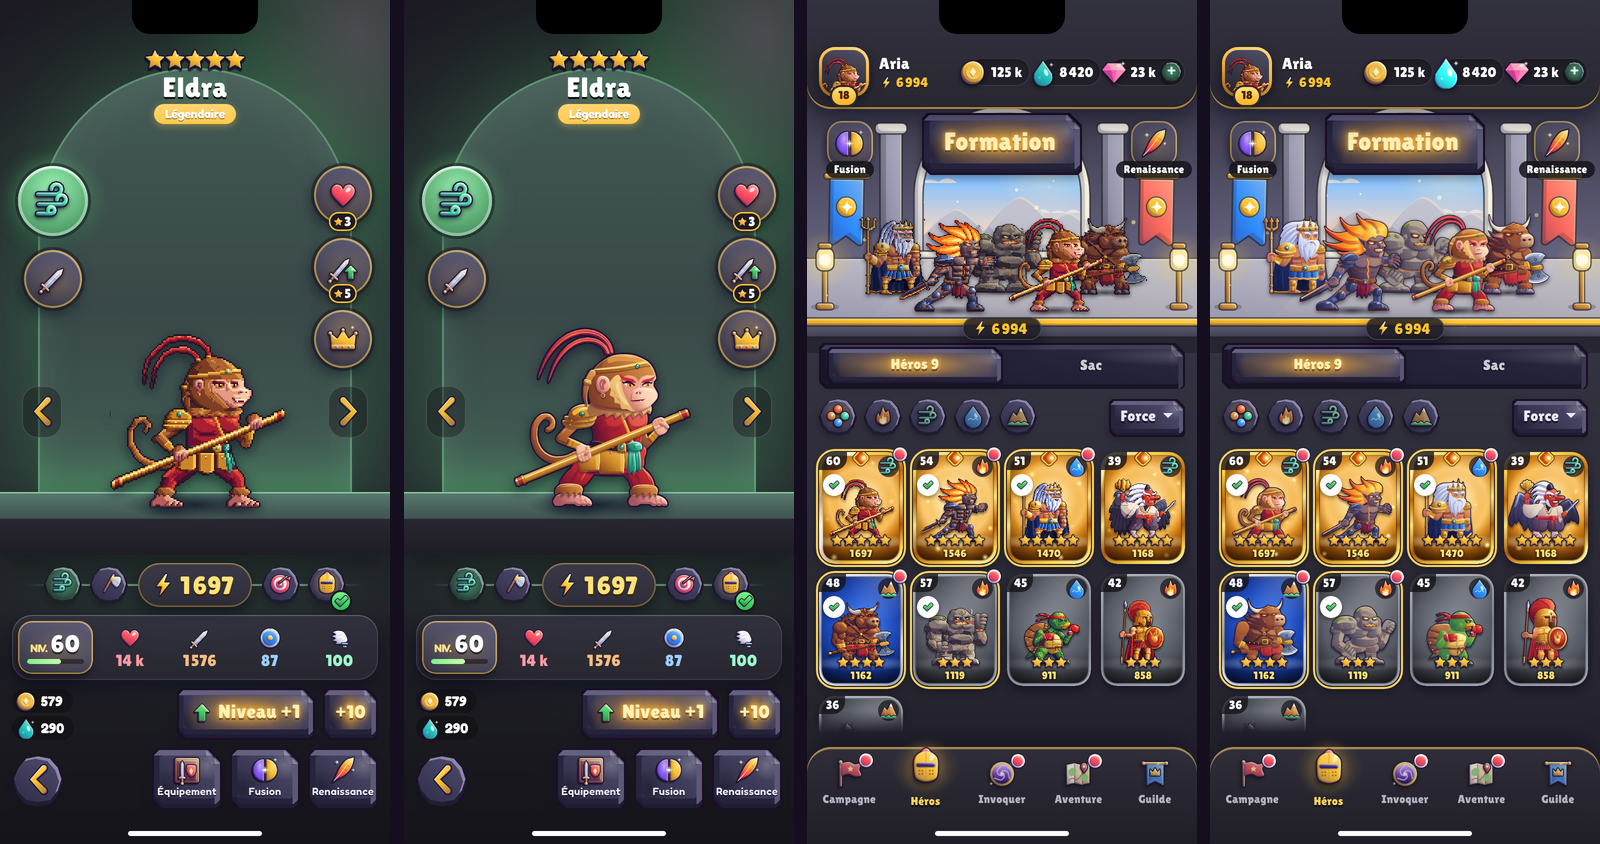 Eldra
Légendaire
★3
★5
1697
NIV. 60
14 k
1576
87
100
579
290
Niveau +1
+10
Équipement
Fusion
Renaissance
Eldra
Légendaire
★3
★5
1697
NIV. 60
14 k
1576
87
100
579
290
Niveau +1
+10
Équipement
Fusion
Renaissance
Aria
6994
18
125 k
8420
23 k
+
Formation
Fusion
Renaissance
6994
Héros 9
Sac
Force
60
54
51
39
1697
1546
1470
1168
48
57
45
42
1162
1119
911
858
36
Campagne
Héros
Invoquer
Aventure
Guilde
Aria
6994
18
125 k
8420
23 k
+
Formation
Fusion
Renaissance
6994
Héros 9
Sac
Force
60
54
51
39
1697
1546
1470
1168
48
57
45
42
1162
1119
911
858
36
Campagne
Héros
Invoquer
Aventure
Guilde